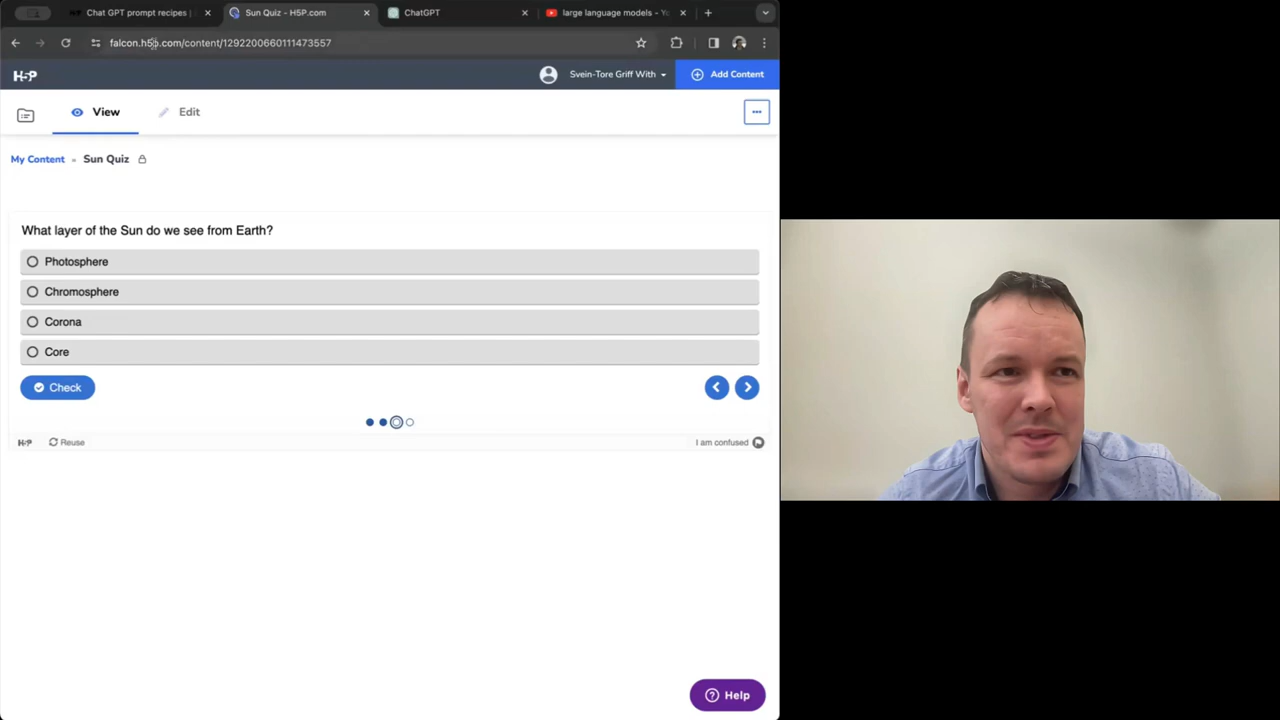 Chat GPT prompt recipes |
Sun Quiz - H5P.com
ChatGPT
large language models - Yo
falcon.h5p.com/content/1292200660111473557
H5P
Svein-Tore Griff With
Add Content
View
Edit
My Content
Sun Quiz
What layer of the Sun do we see from Earth?
Photosphere
Chromosphere
Corona
Core
Check
H5P
Reuse
I am confused
Help